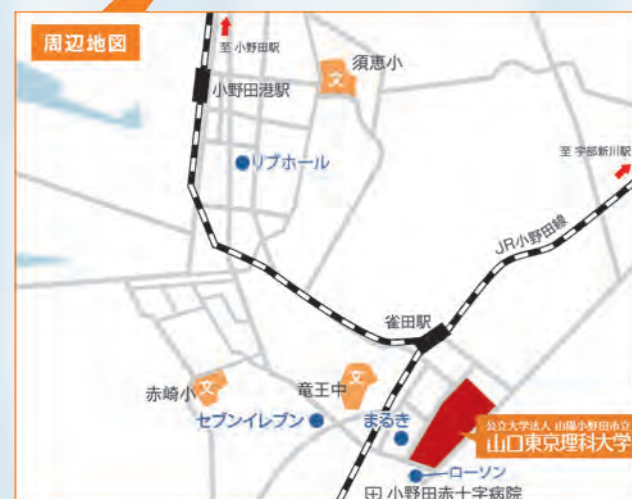 周辺地図
至 小野田駅
須恵小
文
小野田港駅
リブホール
至 宇部新川駅
JR小野田線
雀田駅
赤崎小
文
竜王中
文
セブンイレブン
まるき
公立大学法人 山陽小野田市立
山口東京理科大学
ローソン
小野田赤十字病院